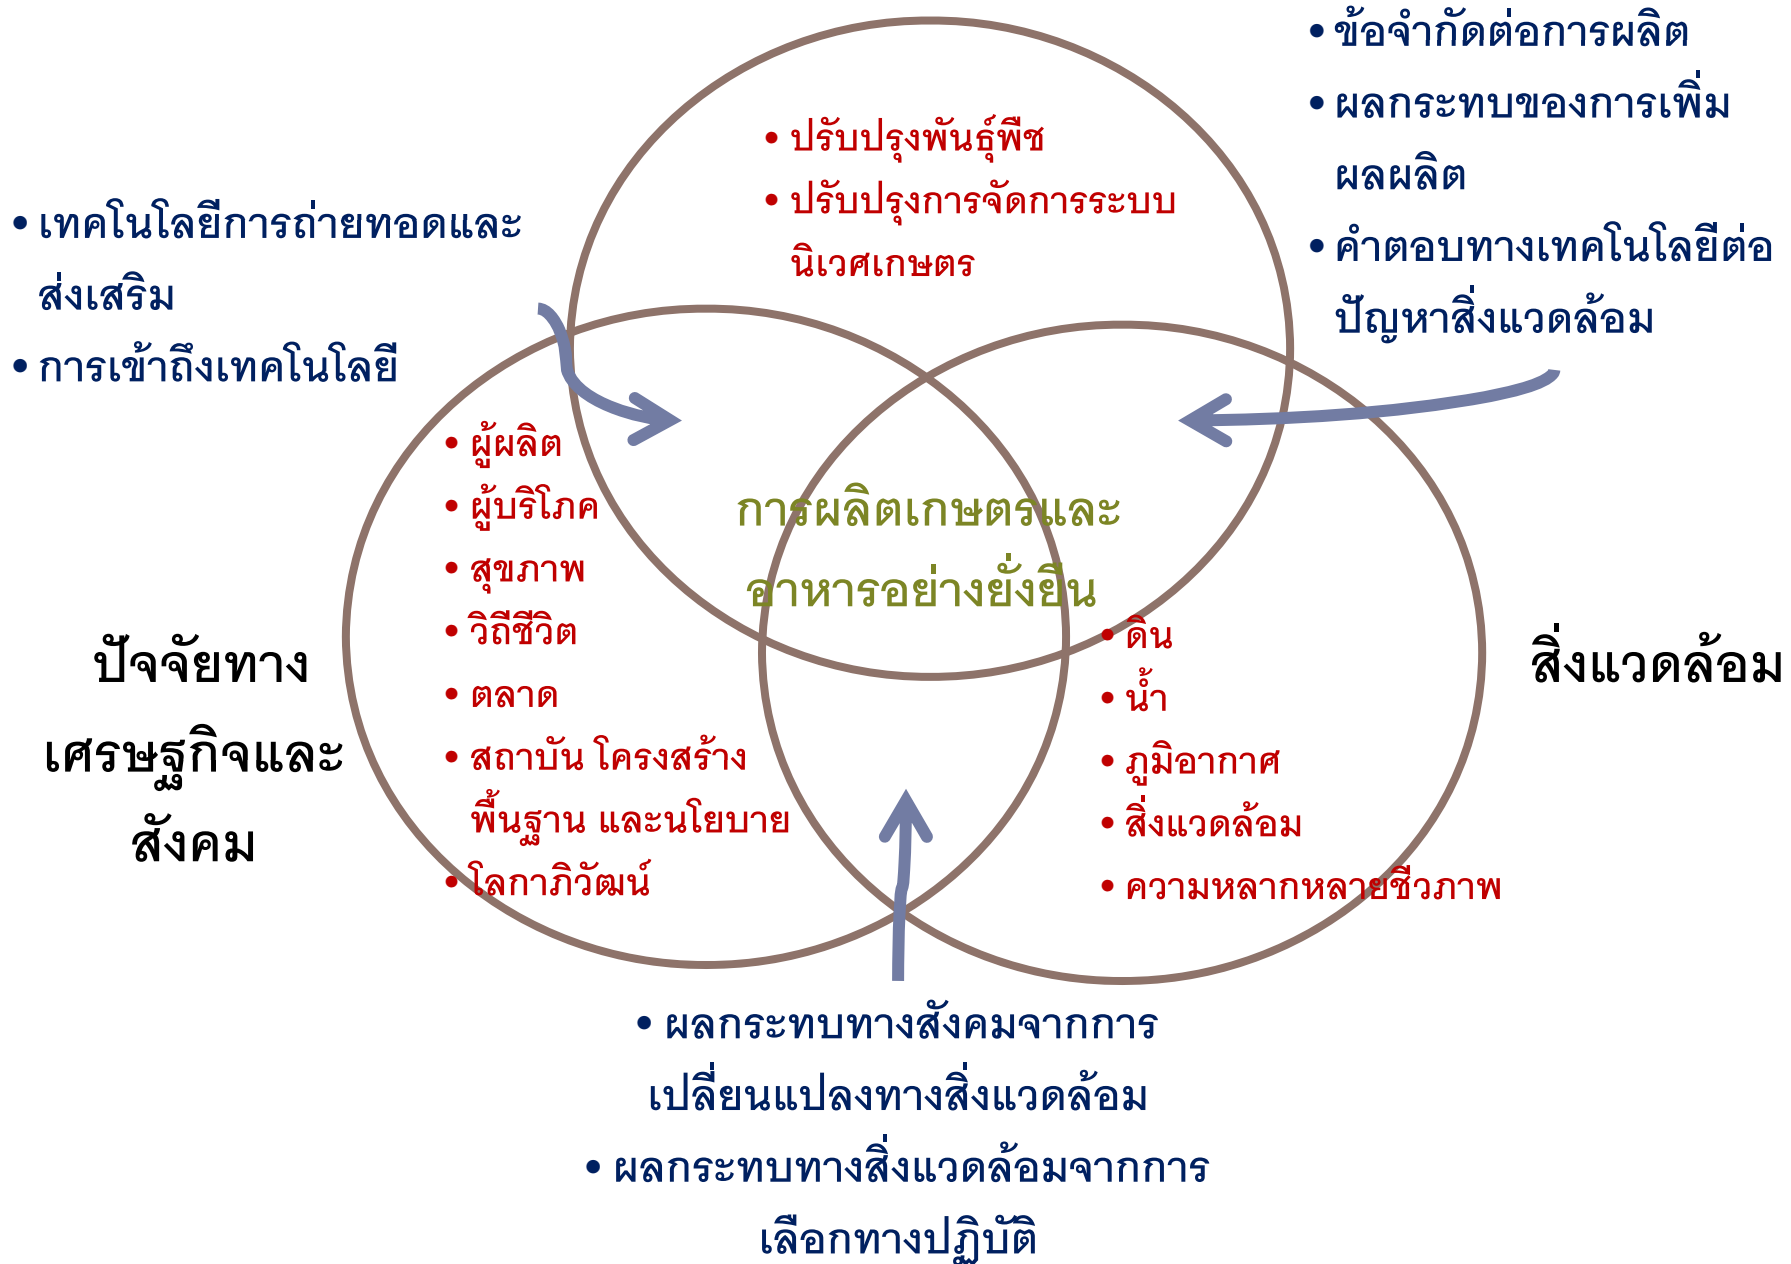 • ข้อจำกัดต่อการผลิต
• ผลกระทบของการเพิ่ม
ผลผลิต
• คำตอบทางเทคโนโลยีต่อ
ปัญหาสิ่งแวดล้อม
• ปรับปรุงพันธุ์พืช
• ปรับปรุงการจัดการระบบ
นิเวศเกษตร
• เทคโนโลยีการถ่ายทอดและ
ส่งเสริม
• การเข้าถึงเทคโนโลยี
• ผู้ผลิต
• ผู้บริโภค
• สุขภาพ
• วิถีชีวิต
• ตลาด
• สถาบัน โครงสร้าง
พื้นฐาน และนโยบาย
• โลกาภิวัฒน์
การผลิตเกษตรและ
อาหารอย่างยั่งยืน
• ดิน
• น้ำ
• ภูมิอากาศ
• สิ่งแวดล้อม
• ความหลากหลายชีวภาพ
ปัจจัยทาง
เศรษฐกิจและ
สังคม
สิ่งแวดล้อม
• ผลกระทบทางสังคมจากการ
เปลี่ยนแปลงทางสิ่งแวดล้อม
• ผลกระทบทางสิ่งแวดล้อมจากการ
เลือกทางปฏิบัติ